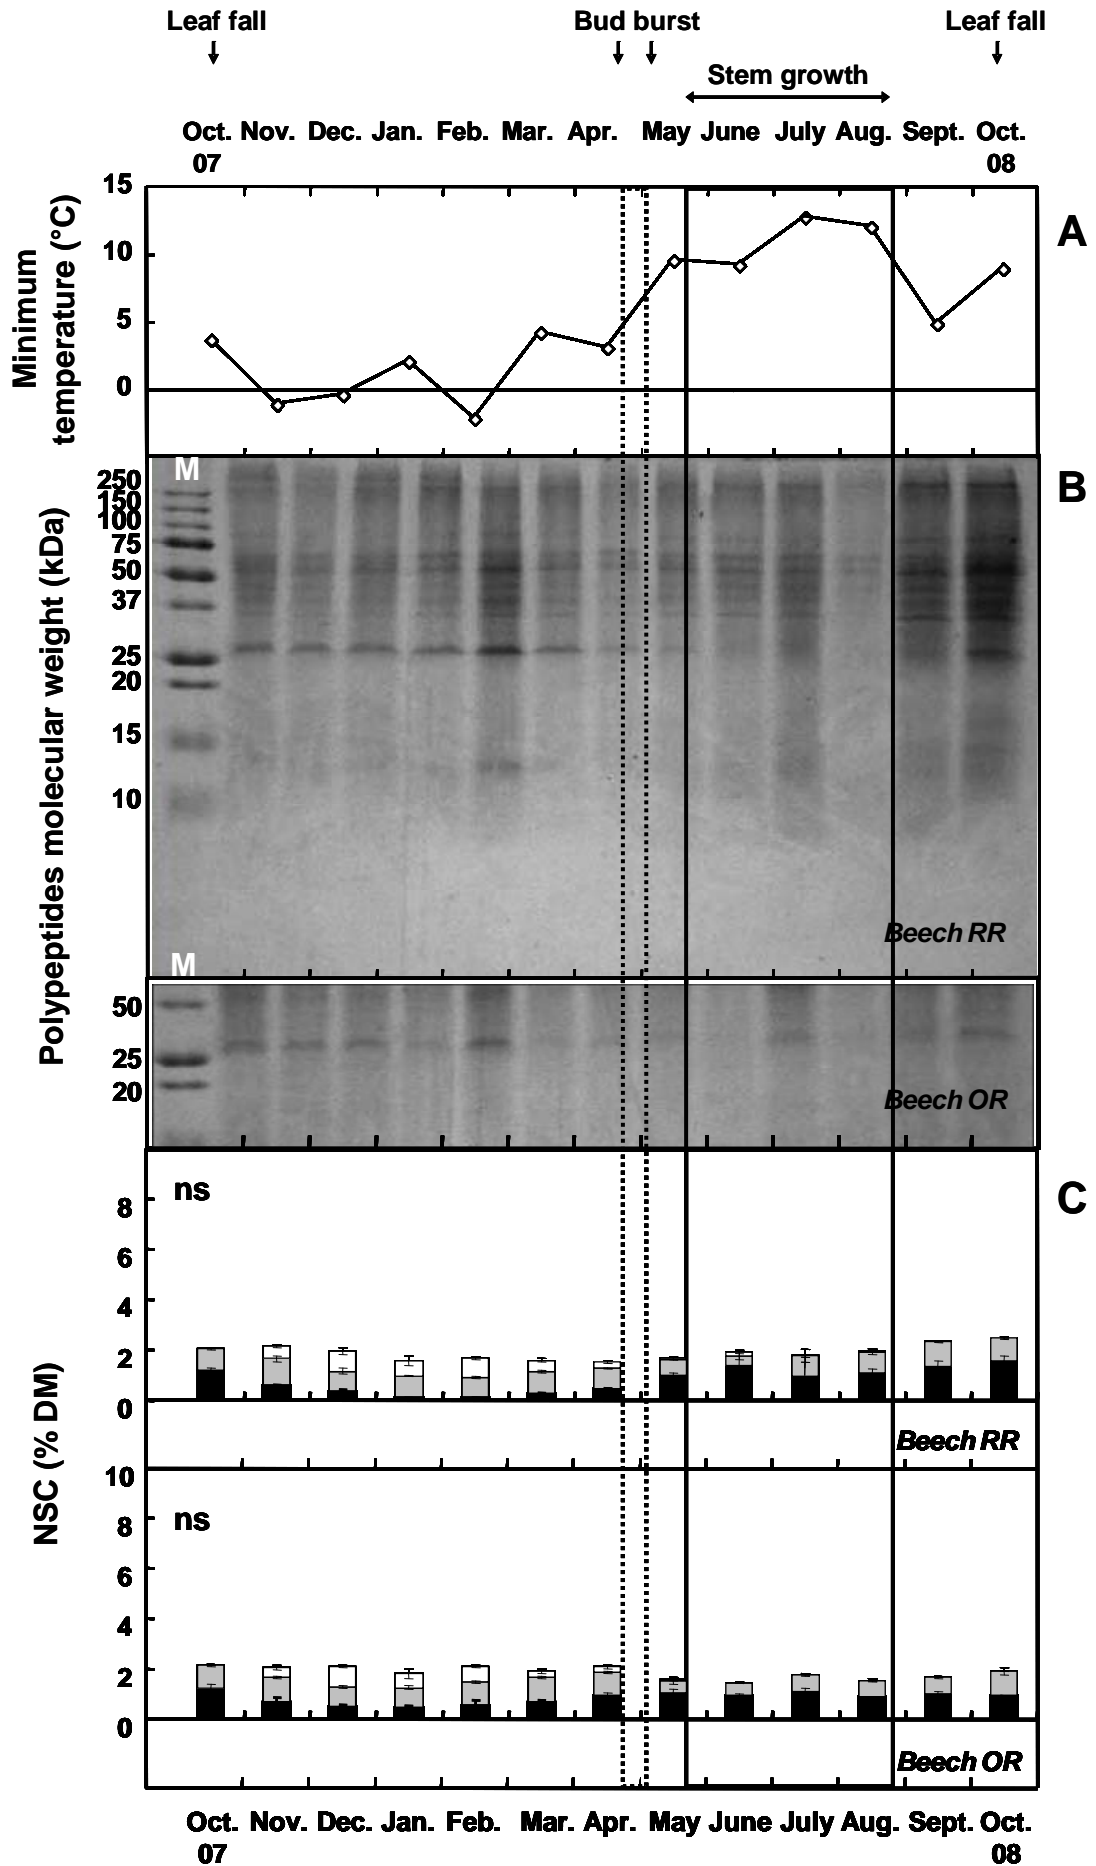 Leaf fall Bud burst Leaf fall
Stem growth
Oct. Nov. Dec. Jan. Feb. Mar. Apr. May June July Aug. Sept. Oct.
07 08
Minimum
temperature (°C)
15
10
5
0
A
Polypeptides molecular weight (kDa)
M
250
150
100
75
50
37
25
20
15
10
B
Beech RR
M
50
25
20
Beech OR
NSC (% DM)
ns
C
8
6
4
2
0
Beech RR
10
ns
8
6
4
2
0
Beech OR
Oct. Nov. Dec. Jan. Feb. Mar. Apr. May June July Aug. Sept. Oct.
07 08